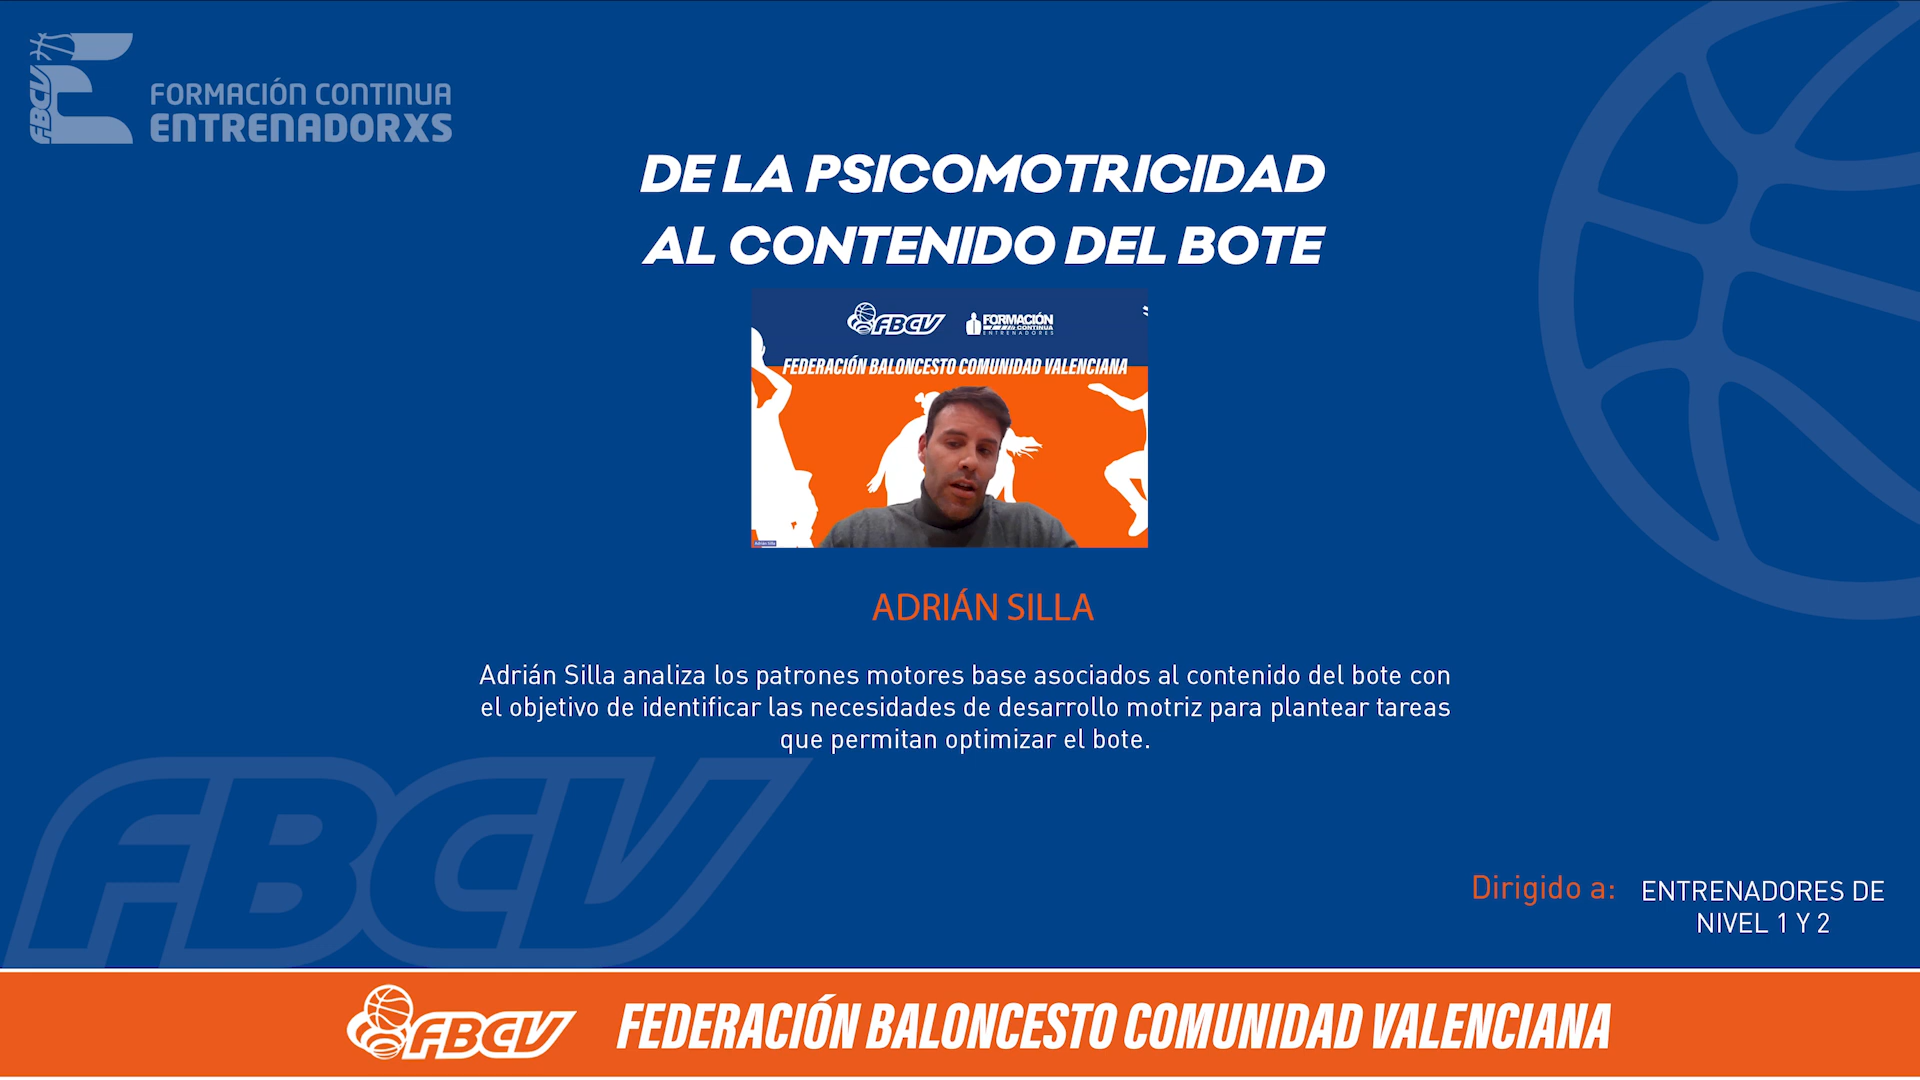 FBCV
FORMACIÓN CONTINUA
ENTRENADORXS
DE LA PSICOMOTRICIDAD
AL CONTENIDO DEL BOTE
FBCV
FORMACIÓN
CONTINUA
ENTRENADORES
FEDERACIÓN BALONCESTO COMUNIDAD VALENCIANA
Adrián Silla
ADRIÁN SILLA
Adrián Silla analiza los patrones motores base asociados al contenido del bote con
el objetivo de identificar las necesidades de desarrollo motriz para plantear tareas
que permitan optimizar el bote.
FBCV
Dirigido a: ENTRENADORES DE
NIVEL 1 Y 2
FBCV FEDERACIÓN BALONCESTO COMUNIDAD VALENCIANA